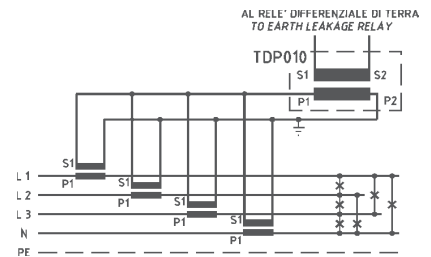 AL RELE' DIFFERENZIALE DI TERRA
TO EARTH LEAKAGE RELAY
TDP010
S1 S2
P1 P2
S1
L 1 P1
S1
L 2 P1
S1
L 3 P1
S1
N P1
PE